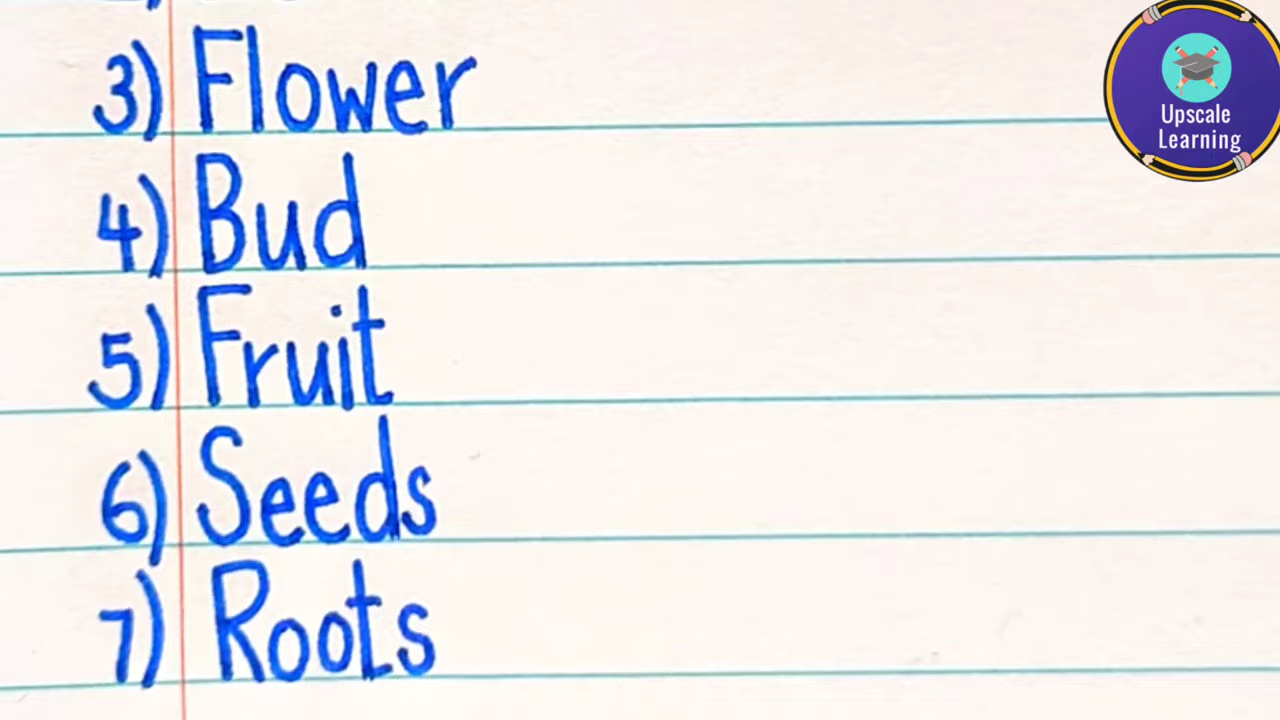 3) Flower
4) Bud
5) Fruit
6) Seeds
7) Roots
Upscale
Learning